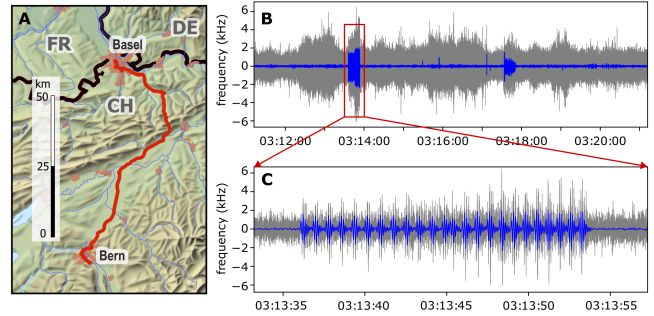 A
FR
DE
Basel
CH
km
50
25
0
Bern
B
frequency (kHz)
6
4
2
0
−2
−4
−6
03:12:00
03:14:00
03:16:00
03:18:00
03:20:00
C
frequency (kHz)
6
4
2
0
−2
−4
−6
03:13:35
03:13:40
03:13:45
03:13:50
03:13:55